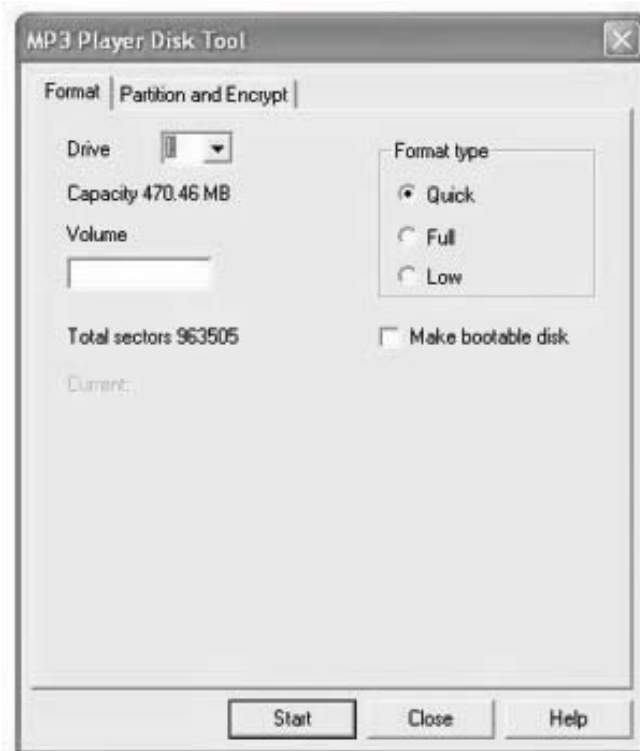 MP3 Player Disk Tool
Format
Partition and Encrypt
Drive
Format type
Capacity 470.46 MB
Quick
Volume
Full
Low
Total sectors 963505
Make bootable disk
Current:
Start
Close
Help